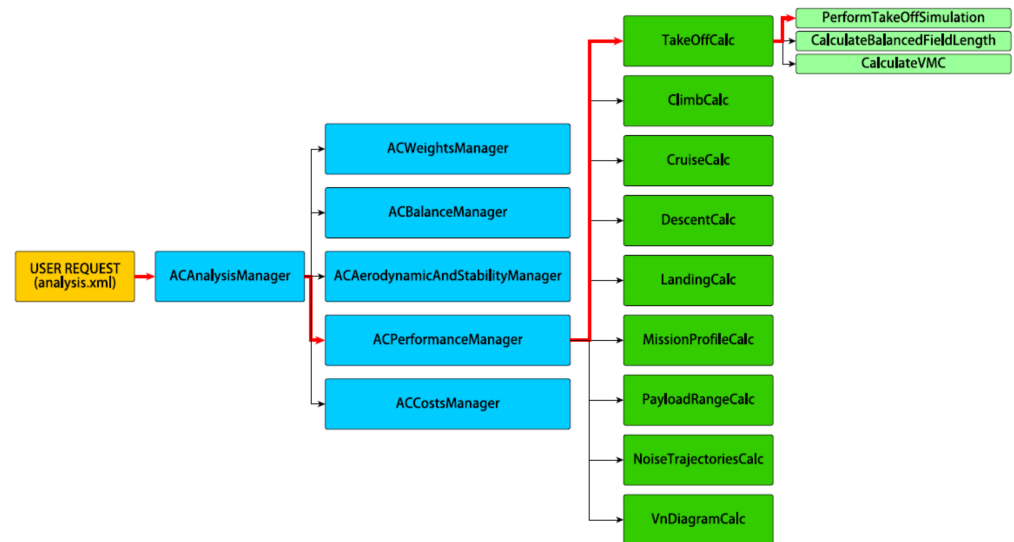 USER REQUEST
(analysis.xml)
ACAnalysisManager
ACWeightsManager
ACBalanceManager
ACAerodynamicAndStabilityManager
ACPerformanceManager
ACCostsManager
TakeOffCalc
ClimbCalc
CruiseCalc
DescentCalc
LandingCalc
MissionProfileCalc
PayloadRangeCalc
NoiseTrajectoriesCalc
VnDiagramCalc
PerformTakeOffSimulation
CalculateBalancedFieldLength
CalculateVMC